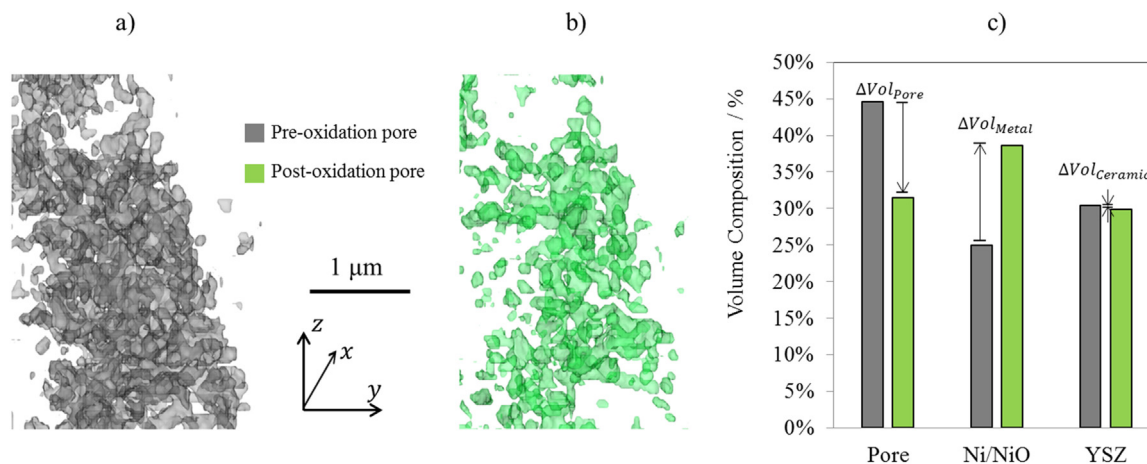 a)
b)
c)
Pre-oxidation pore
Post-oxidation pore
1 µm
z
x
y
Volume Composition / %
50%
45%
40%
35%
30%
25%
20%
15%
10%
5%
0%
ΔVol_Pore
ΔVol_Metal
ΔVol_Ceramic
Pore
Ni/NiO
YSZ